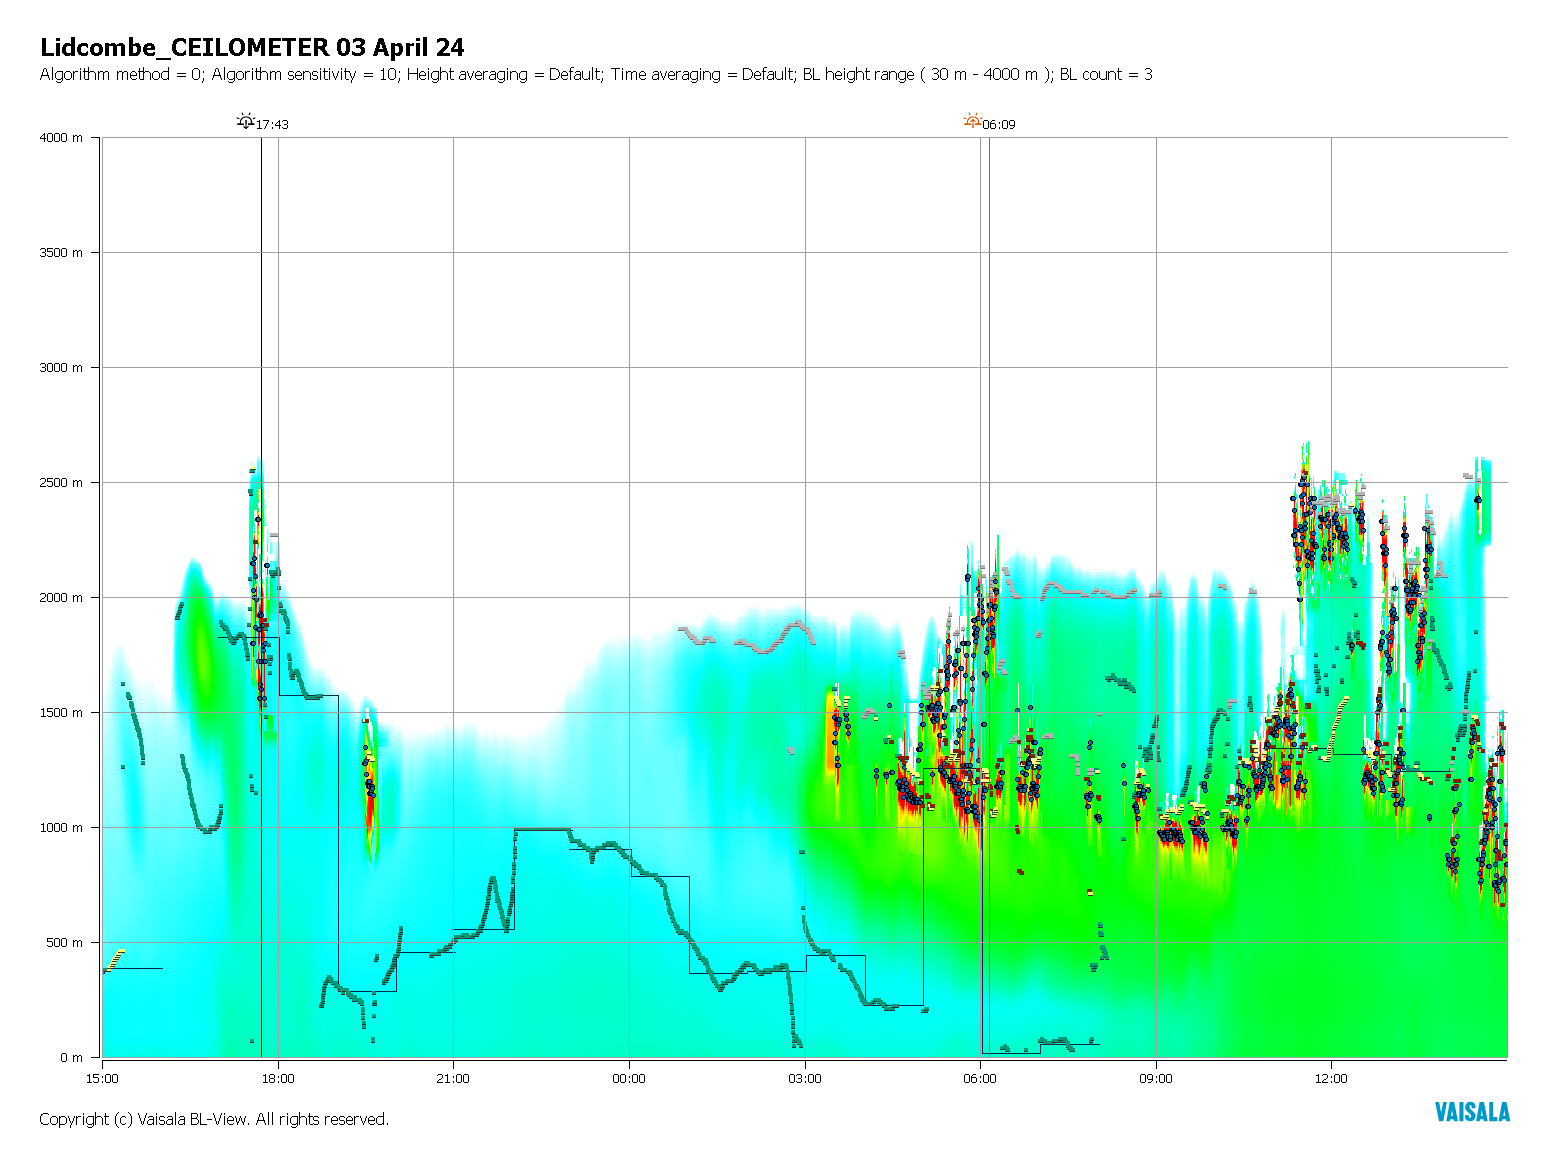 Lidcombe_CEILOMETER 03 April 24
Algorithm method = 0; Algorithm sensitivity = 10; Height averaging = Default; Time averaging = Default; BL height range ( 30 m - 4000 m ); BL count = 3
17:43 06:09
4000 m
3500 m
3000 m
2500 m
2000 m
1500 m
1000 m
500 m
0 m
15:00 18:00 21:00 00:00 03:00 06:00 09:00 12:00
Copyright (c) Vaisala BL-View. All rights reserved.
VAISALA